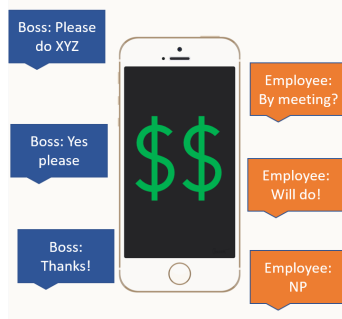 Boss: Please
do XYZ
Employee:
By meeting?
Boss: Yes
please
Employee:
Will do!
Boss:
Thanks!
Employee:
NP
$$